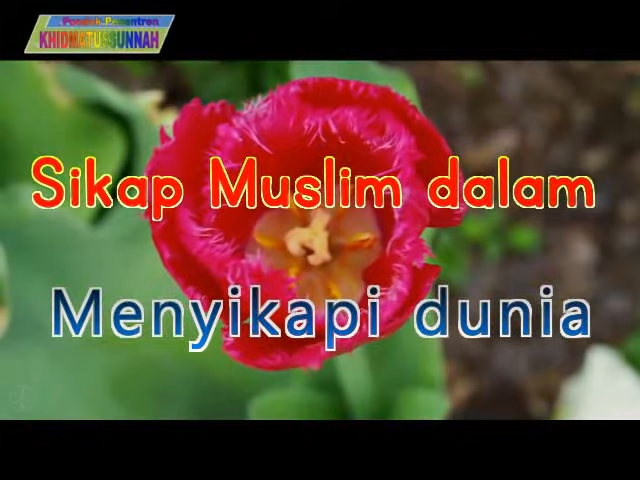 Pondok Pesantren
KHIDMATUSSUNNAH
Sikap Muslim dalam
Menyikapi dunia